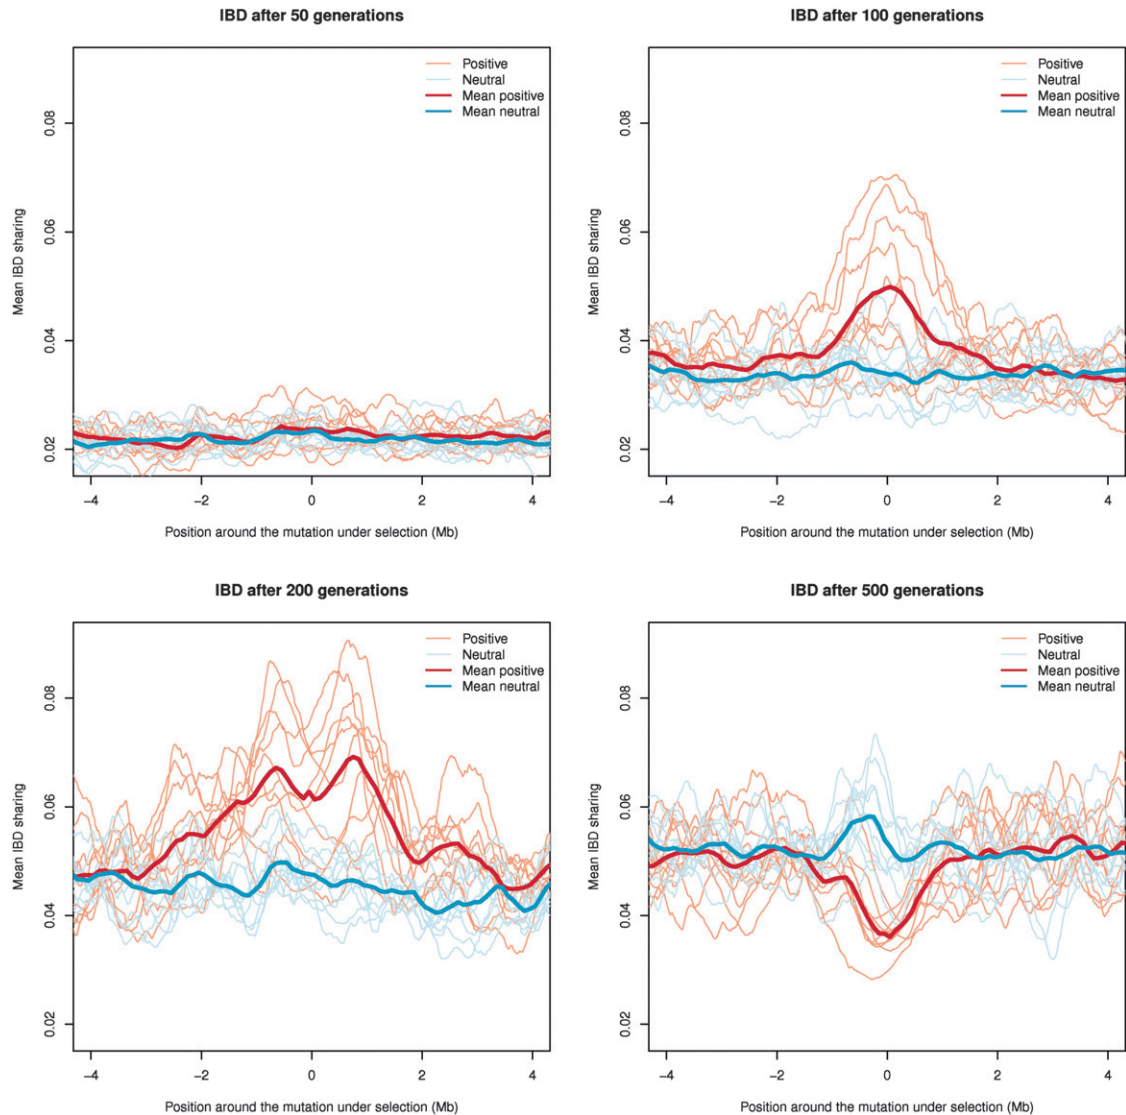 IBD after 50 generations
Positive
Neutral
Mean positive
Mean neutral
Mean IBD sharing
0.08
0.06
0.04
0.02
−4
−2
0
2
4
Position around the mutation under selection (Mb)
IBD after 100 generations
Positive
Neutral
Mean positive
Mean neutral
Mean IBD sharing
0.08
0.06
0.04
0.02
−4
−2
0
2
4
Position around the mutation under selection (Mb)
IBD after 200 generations
Positive
Neutral
Mean positive
Mean neutral
Mean IBD sharing
0.08
0.06
0.04
0.02
−4
−2
0
2
4
Position around the mutation under selection (Mb)
IBD after 500 generations
Positive
Neutral
Mean positive
Mean neutral
Mean IBD sharing
0.08
0.06
0.04
0.02
−4
−2
0
2
4
Position around the mutation under selection (Mb)